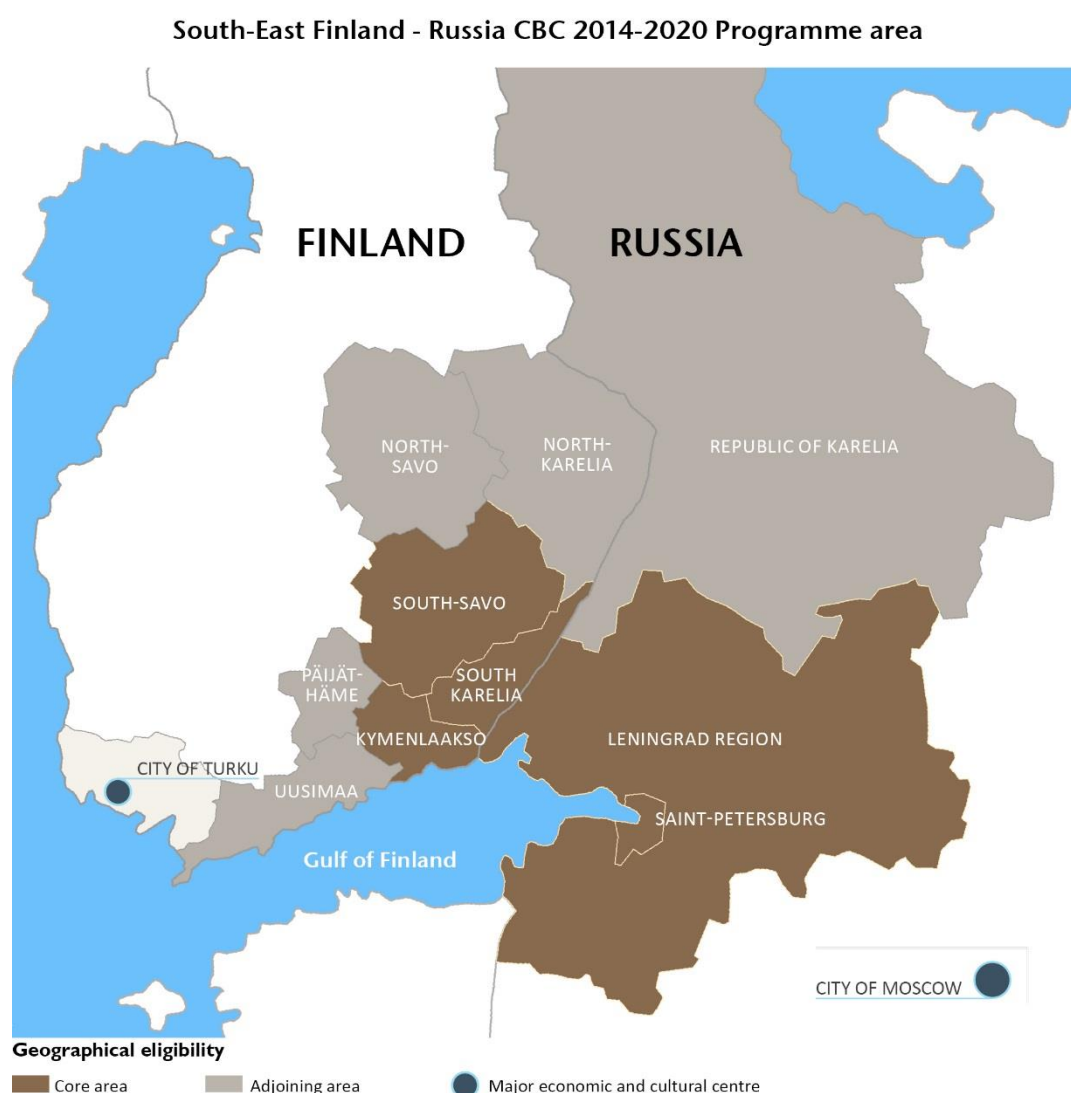 South-East Finland - Russia CBC 2014-2020 Programme area
FINLAND
RUSSIA
NORTH-
SAVO
NORTH-
KARELIA
REPUBLIC OF KARELIA
SOUTH-SAVO
SOUTH
KARELIA
PÄIJÄT-
HÄME
KYMENLAAKSO
LENINGRAD REGION
CITY OF TURKU
UUSIMAA
SAINT-PETERSBURG
Gulf of Finland
CITY OF MOSCOW
Geographical eligibility
Core area
Adjoining area
Major economic and cultural centre